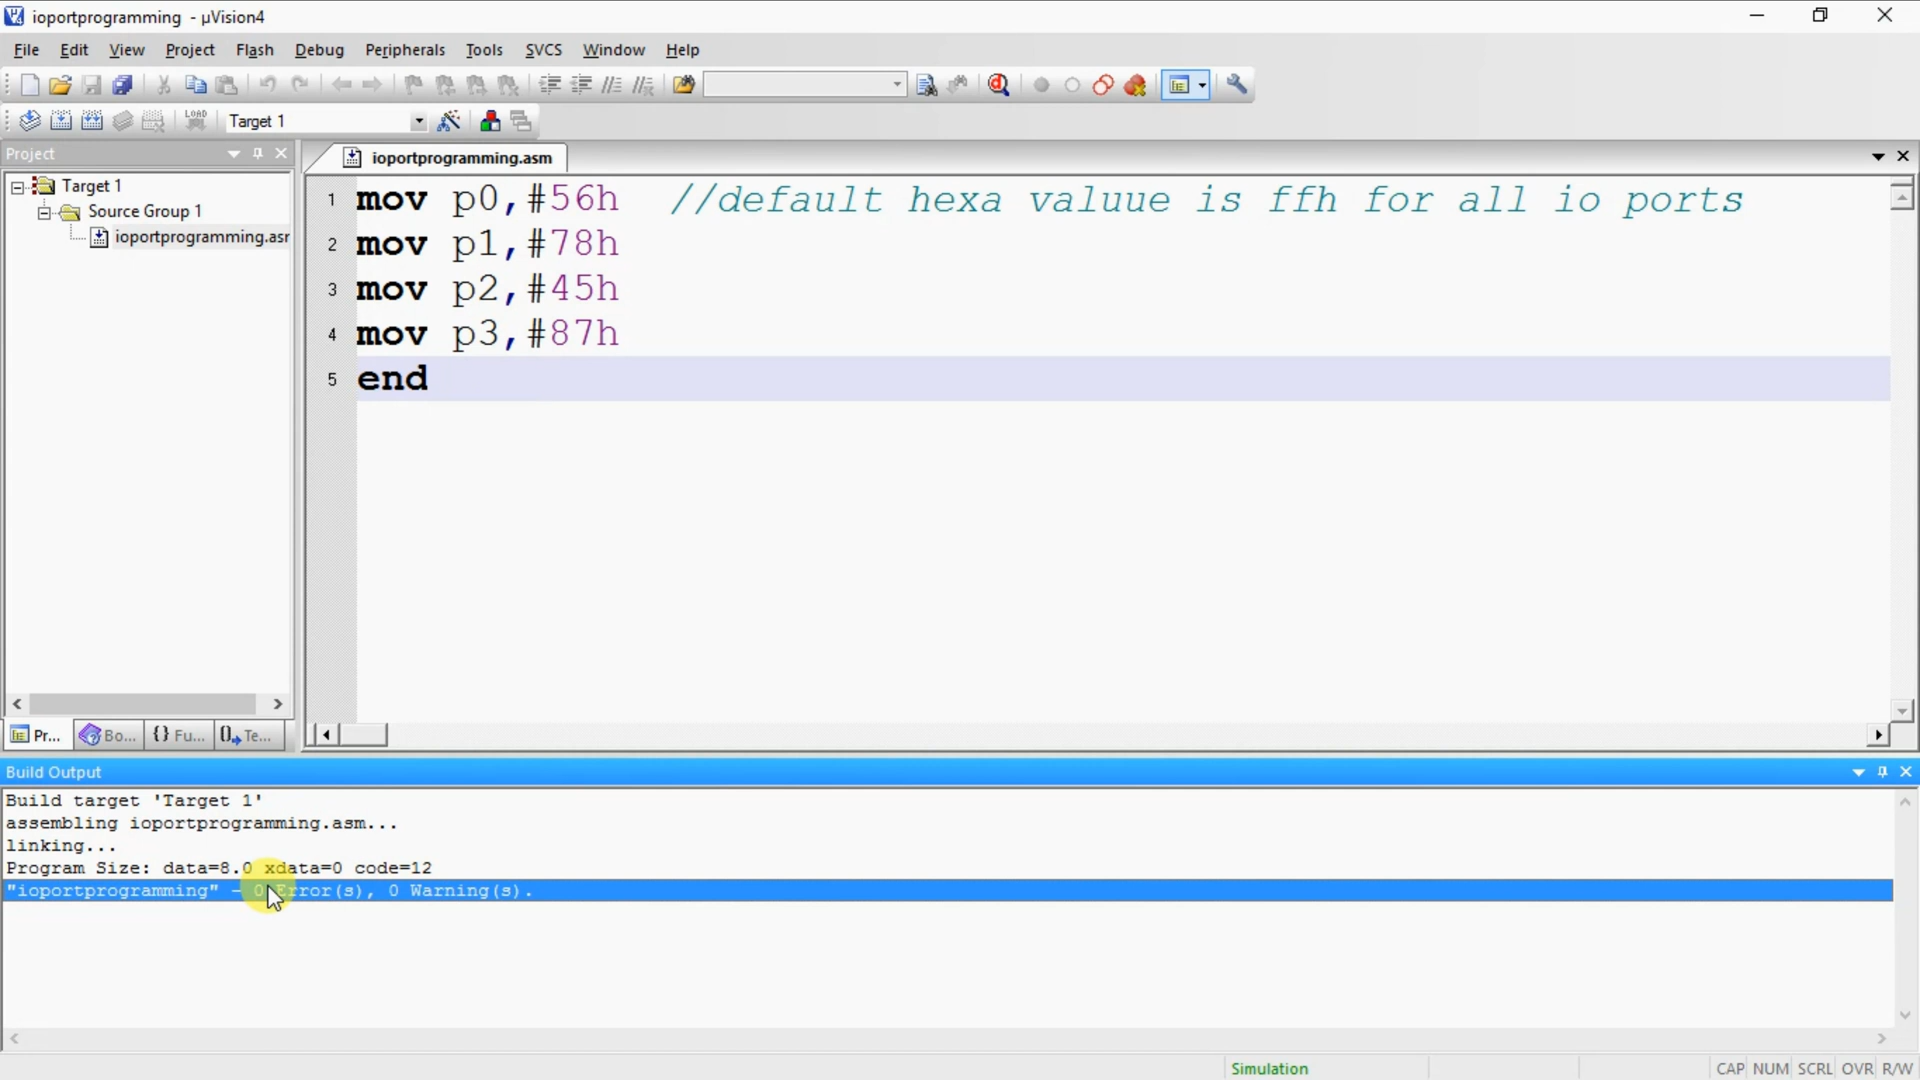 ioportprogramming - µVision4
File Edit View Project Flash Debug Peripherals Tools SVCS Window Help
LOAD Target 1
Project
ioportprogramming.asm
Target 1
Source Group 1
ioportprogramming.asr
1 mov p0,#56h //default hexa valuue is ffh for all io ports
2 mov p1,#78h
3 mov p2,#45h
4 mov p3,#87h
5 end
Pr... Bo... {} Fu... Te...
Build Output
Build target 'Target 1'
assembling ioportprogramming.asm...
linking...
Program Size: data=8.0 xdata=0 code=12
"ioportprogramming" - 0 Error(s), 0 Warning(s).
Simulation CAP NUM SCRL OVR R/W